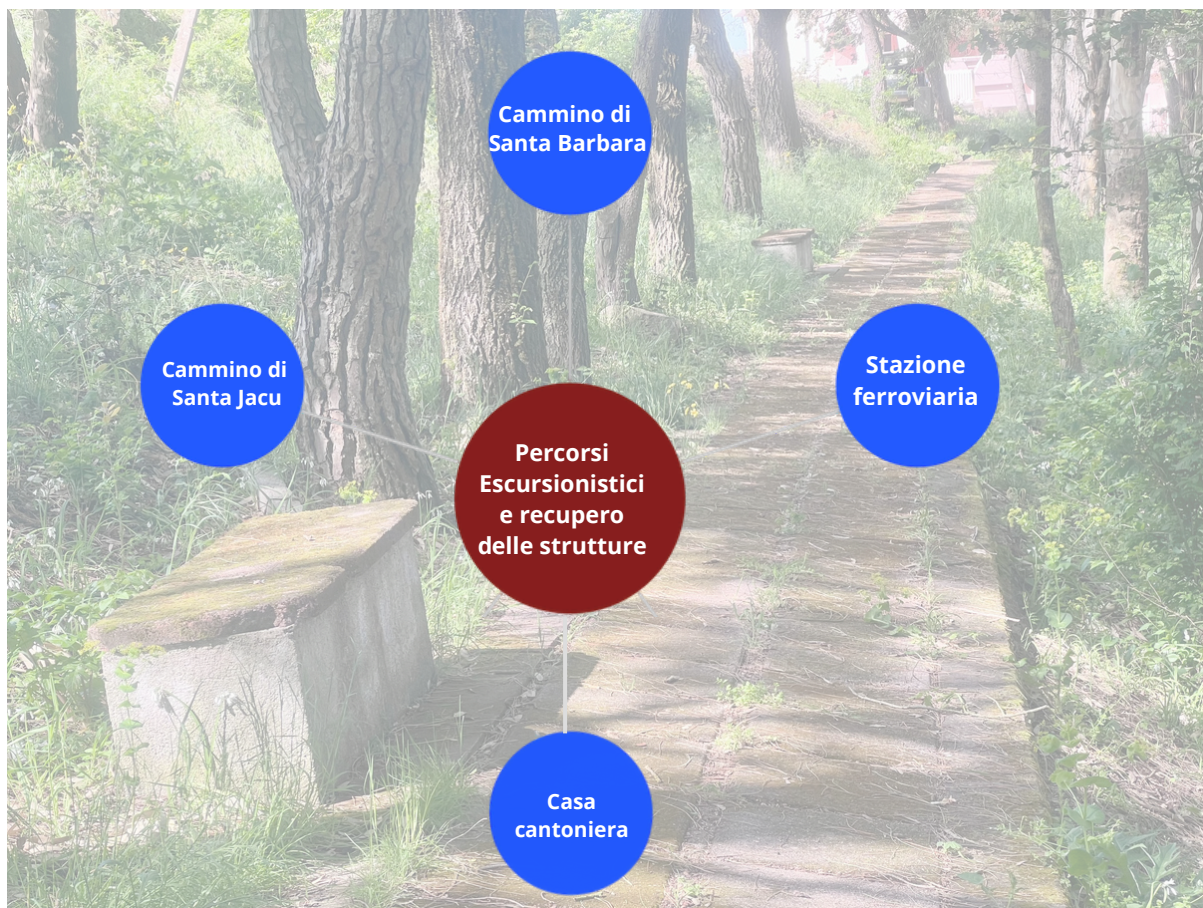 Cammino di
Santa Barbara
Cammino di
Santa Jacu
Stazione
ferroviaria
Percorsi
Escursionistici
e recupero
delle strutture
Casa
cantoniera